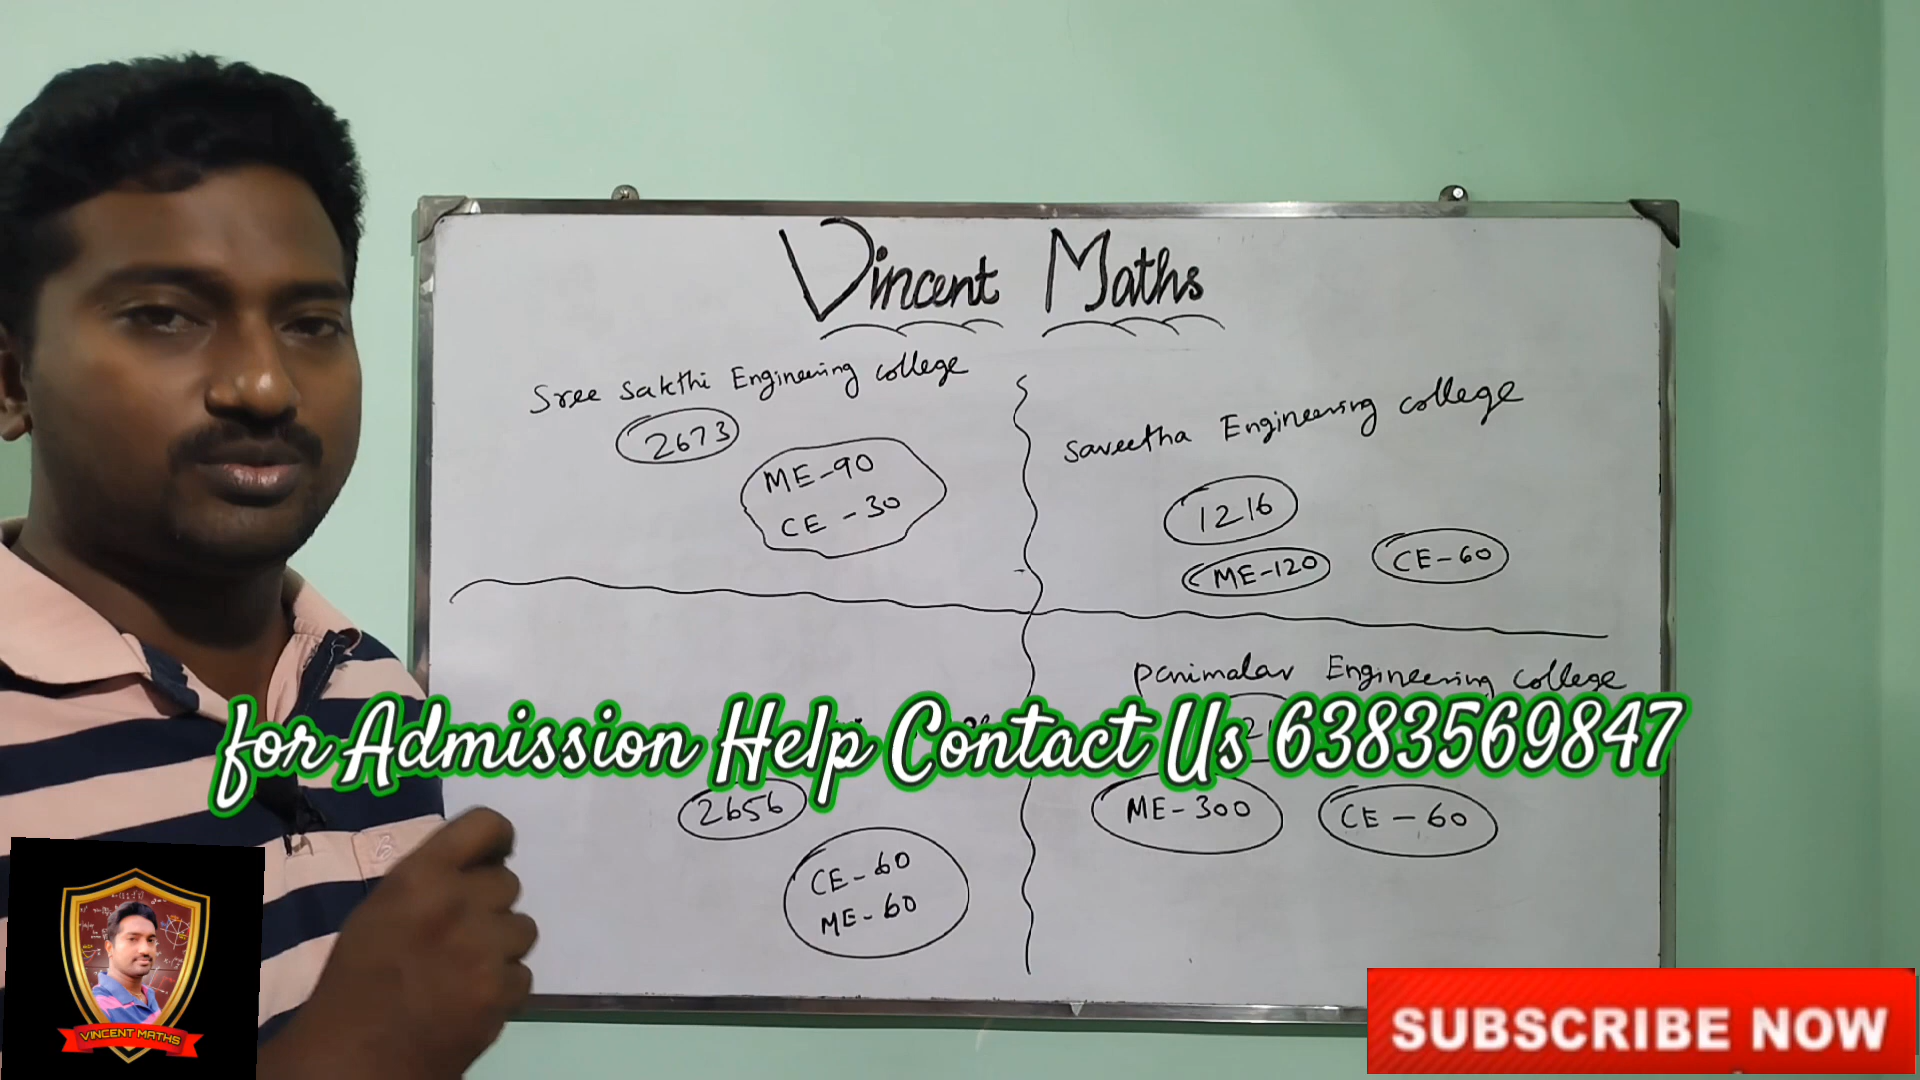 Vincent Maths
Sree Sakthi Engineering college
2673
ME-90
CE-30
Saveetha Engineering college
1216
ME-120
CE-60
Panimalar Engineering college
for Admission Help Contact Us 6383569847
2656
CE-60
ME-60
ME-300
CE-60
VINCENT MATHS
SUBSCRIBE NOW